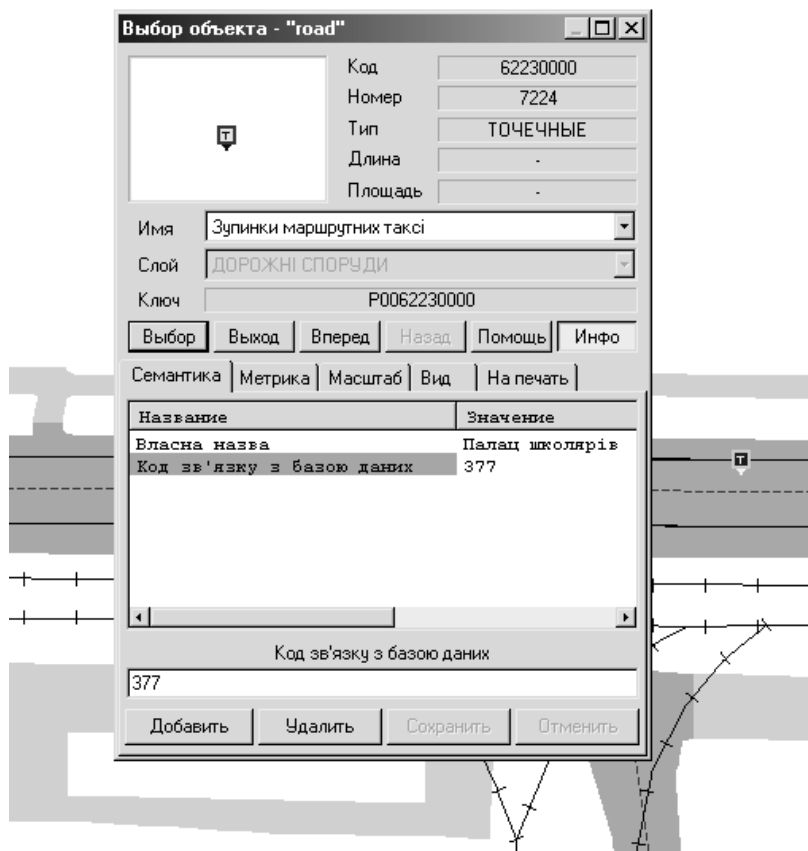 Выбор объекта - "road"
Код 62230000
Номер 7224
Т
Тип ТОЧЕЧНЫЕ
Длина -
Площадь -
Имя Зупинки маршрутних таксі
Слой ДОРОЖНІ СПОРУДИ
Ключ P0062230000
Выбор Выход Вперед Назад Помощь Инфо
Семантика Метрика Масштаб Вид На печать
Название Значение
Власна назва Палац школярів
Код зв'язку з базою даних 377
Т
Код зв'язку з базою даних
377
Добавить Удалить Сохранить Отменить